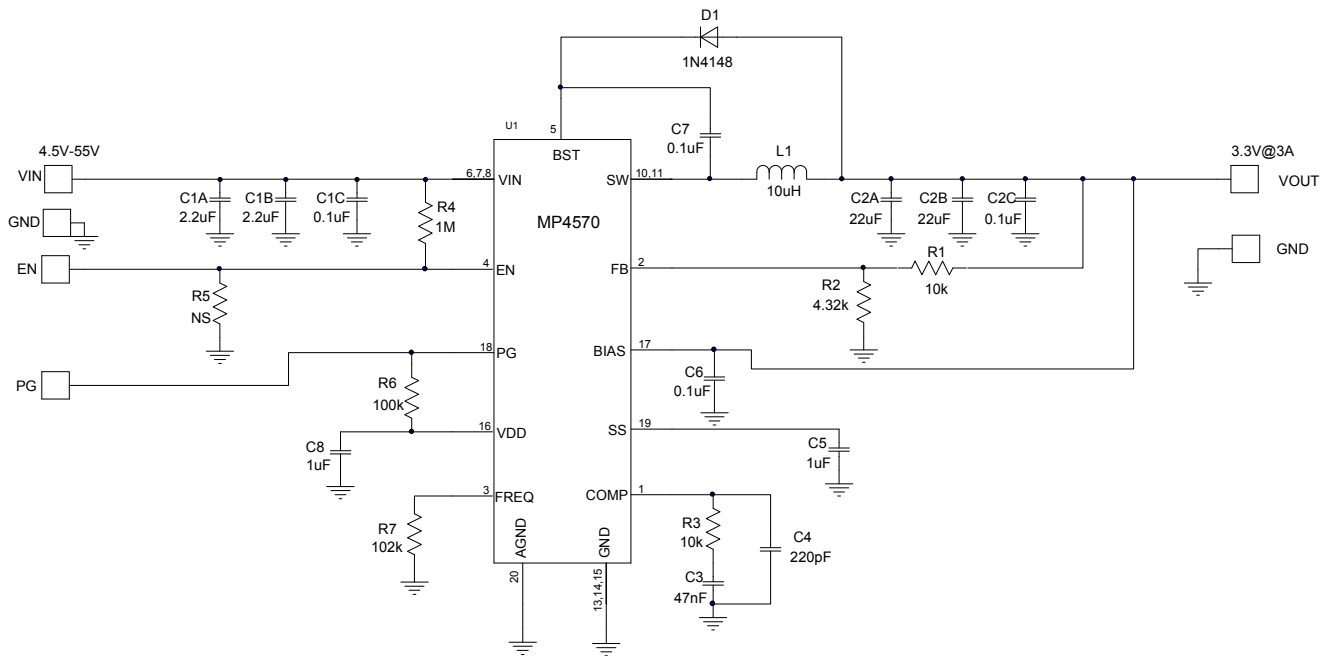 D1
1N4148
U1
5
BST
C7
0.1uF
L1
10uH
4.5V-55V
VIN
6,7,8
VIN
SW
10,11
3.3V@3A
VOUT
C1A
2.2uF
C1B
2.2uF
C1C
0.1uF
R4
1M
MP4570
C2A
22uF
C2B
22uF
C2C
0.1uF
GND
GND
EN
4
EN
FB
2
R1
10k
R2
4.32k
R5
NS
18
PG
BIAS
17
PG
R6
100k
C6
0.1uF
16
VDD
SS
19
C8
1uF
C5
1uF
3
FREQ
COMP
1
R7
102k
R3
10k
C4
220pF
C3
47nF
AGND
GND
20
13,14,15